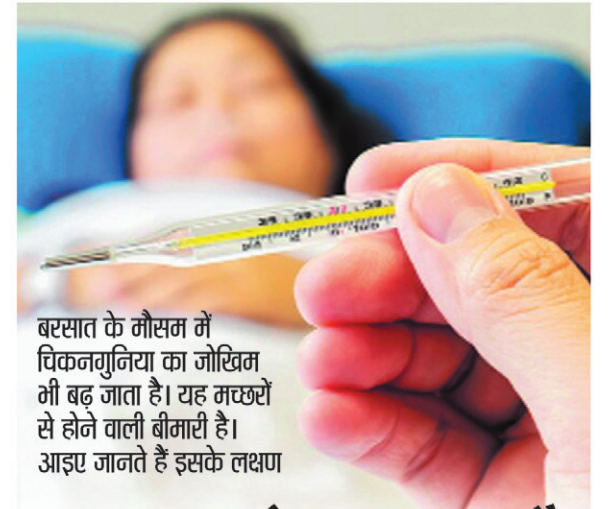 बरसात के मौसम में
चिकनगुनिया का जोखिम
भी बढ़ जाता है। यह मच्छरों
से होने वाली बीमारी है।
आइए जानते हैं इसके लक्षण